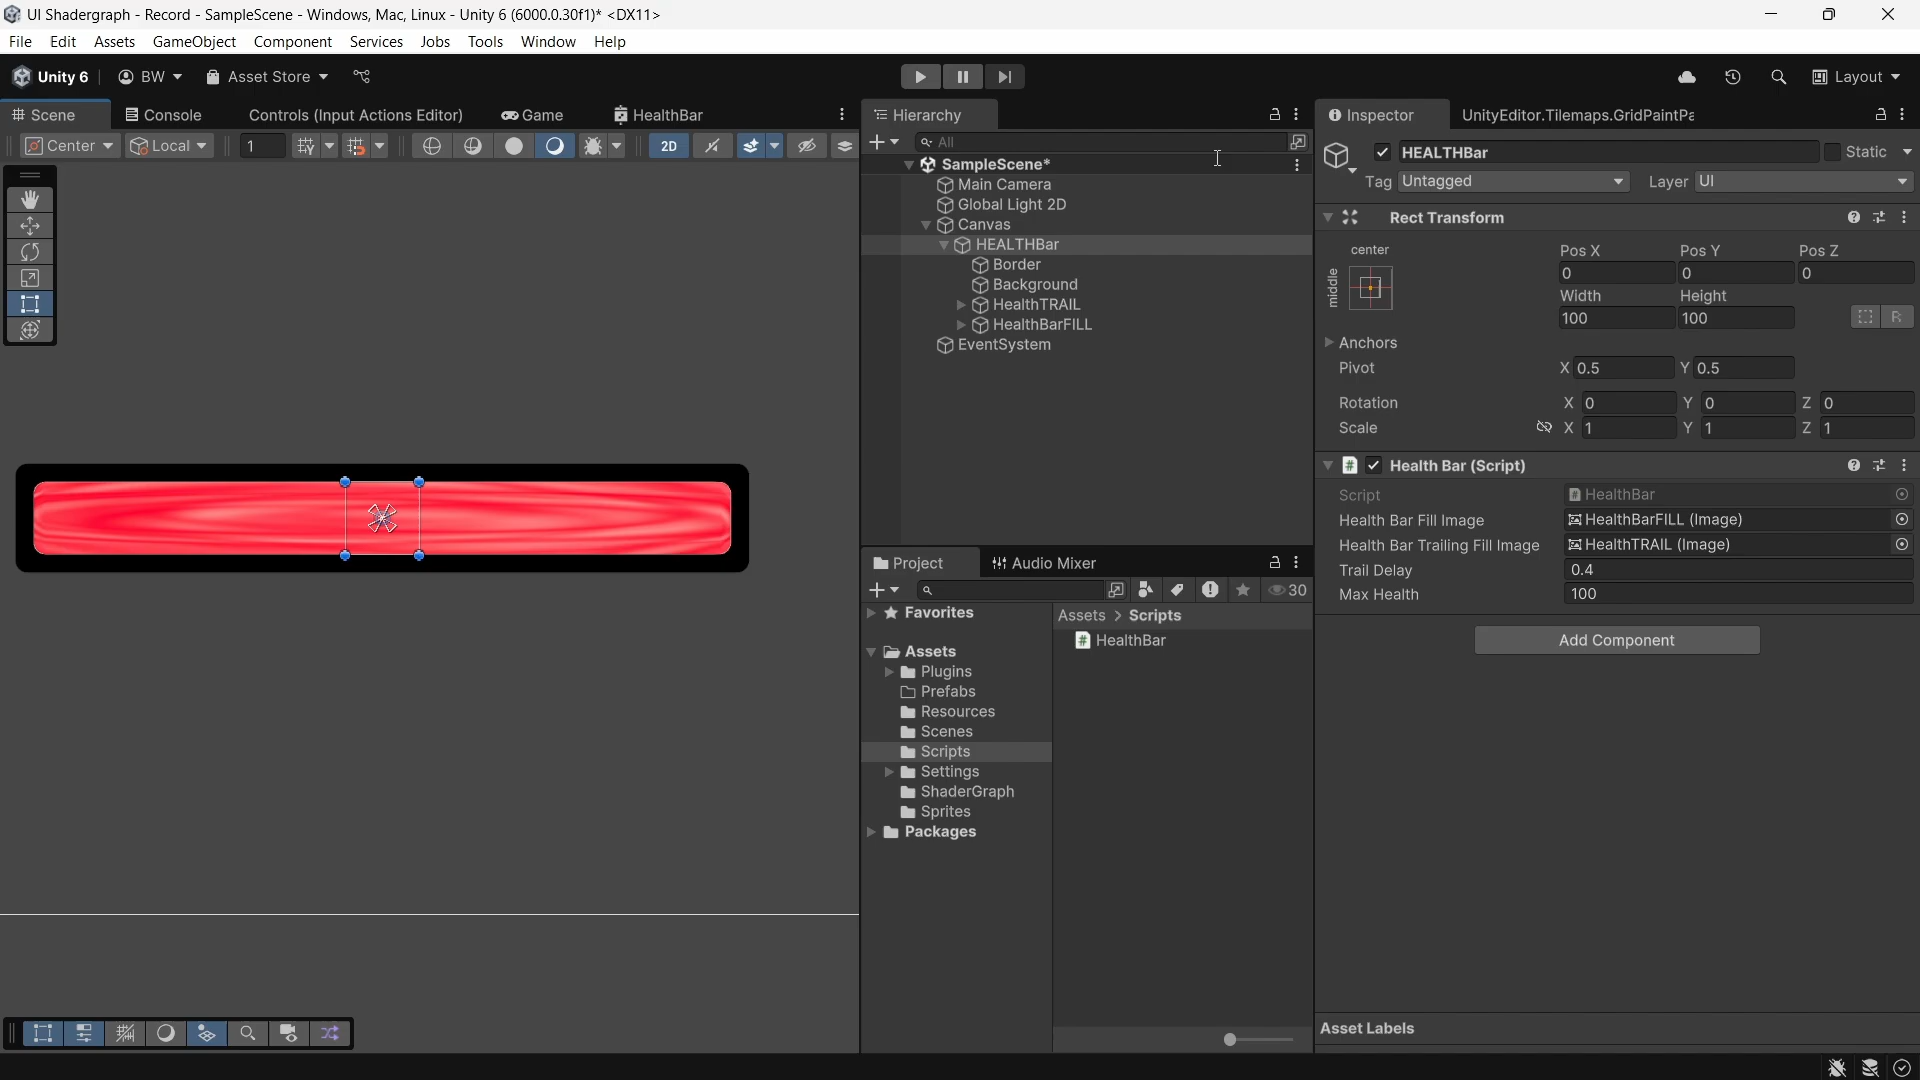 UI Shadergraph - Record - SampleScene - Windows, Mac, Linux - Unity 6 (6000.0.30f1)* <DX11>
File Edit Assets GameObject Component Services Jobs Tools Window Help
Unity 6 BW Asset Store Layout
Scene Console Controls (Input Actions Editor) Game HealthBar
Center Local 1 2D
Hierarchy
All
SampleScene*
Main Camera
Global Light 2D
Canvas
HEALTHBar
Border
Background
HealthTRAIL
HealthBarFILL
EventSystem
Project Audio Mixer
30
Favorites
Assets
Plugins
Prefabs
Resources
Scenes
Scripts
Settings
ShaderGraph
Sprites
Packages
Assets > Scripts
HealthBar
Inspector UnityEditor.Tilemaps.GridPaintPa
HEALTHBar Static
Tag Untagged Layer UI
Rect Transform
center
middle
Pos X Pos Y Pos Z
0 0 0
Width Height
100 100 R
Anchors
Pivot X 0.5 Y 0.5
Rotation X 0 Y 0 Z 0
Scale X 1 Y 1 Z 1
Health Bar (Script)
Script HealthBar
Health Bar Fill Image HealthBarFILL (Image)
Health Bar Trailing Fill Image HealthTRAIL (Image)
Trail Delay 0.4
Max Health 100
Add Component
Asset Labels